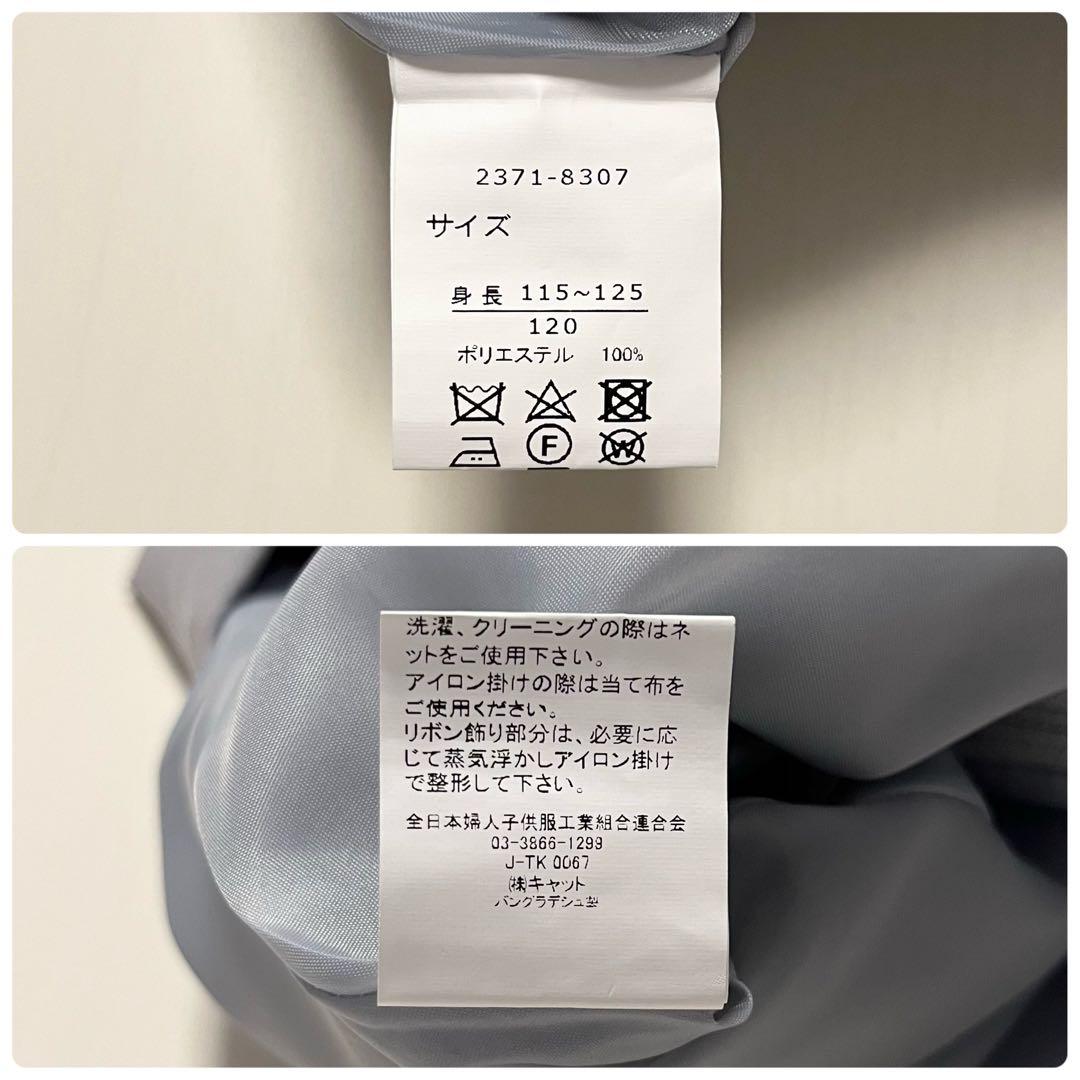 2371-8307
サイズ
身長 115～125
120
ポリエステル 100%
F
W
洗濯、クリーニングの際はネ
ットをご使用下さい。
アイロン掛けの際は当て布を
ご使用ください。
リボン飾り部分は、必要に応
じて蒸気浮かしアイロン掛け
で整形して下さい。
全日本婦人子供服工業組合連合会
03-3866-1299
J-TK 0067
㈱キャット
バングラデシュ製